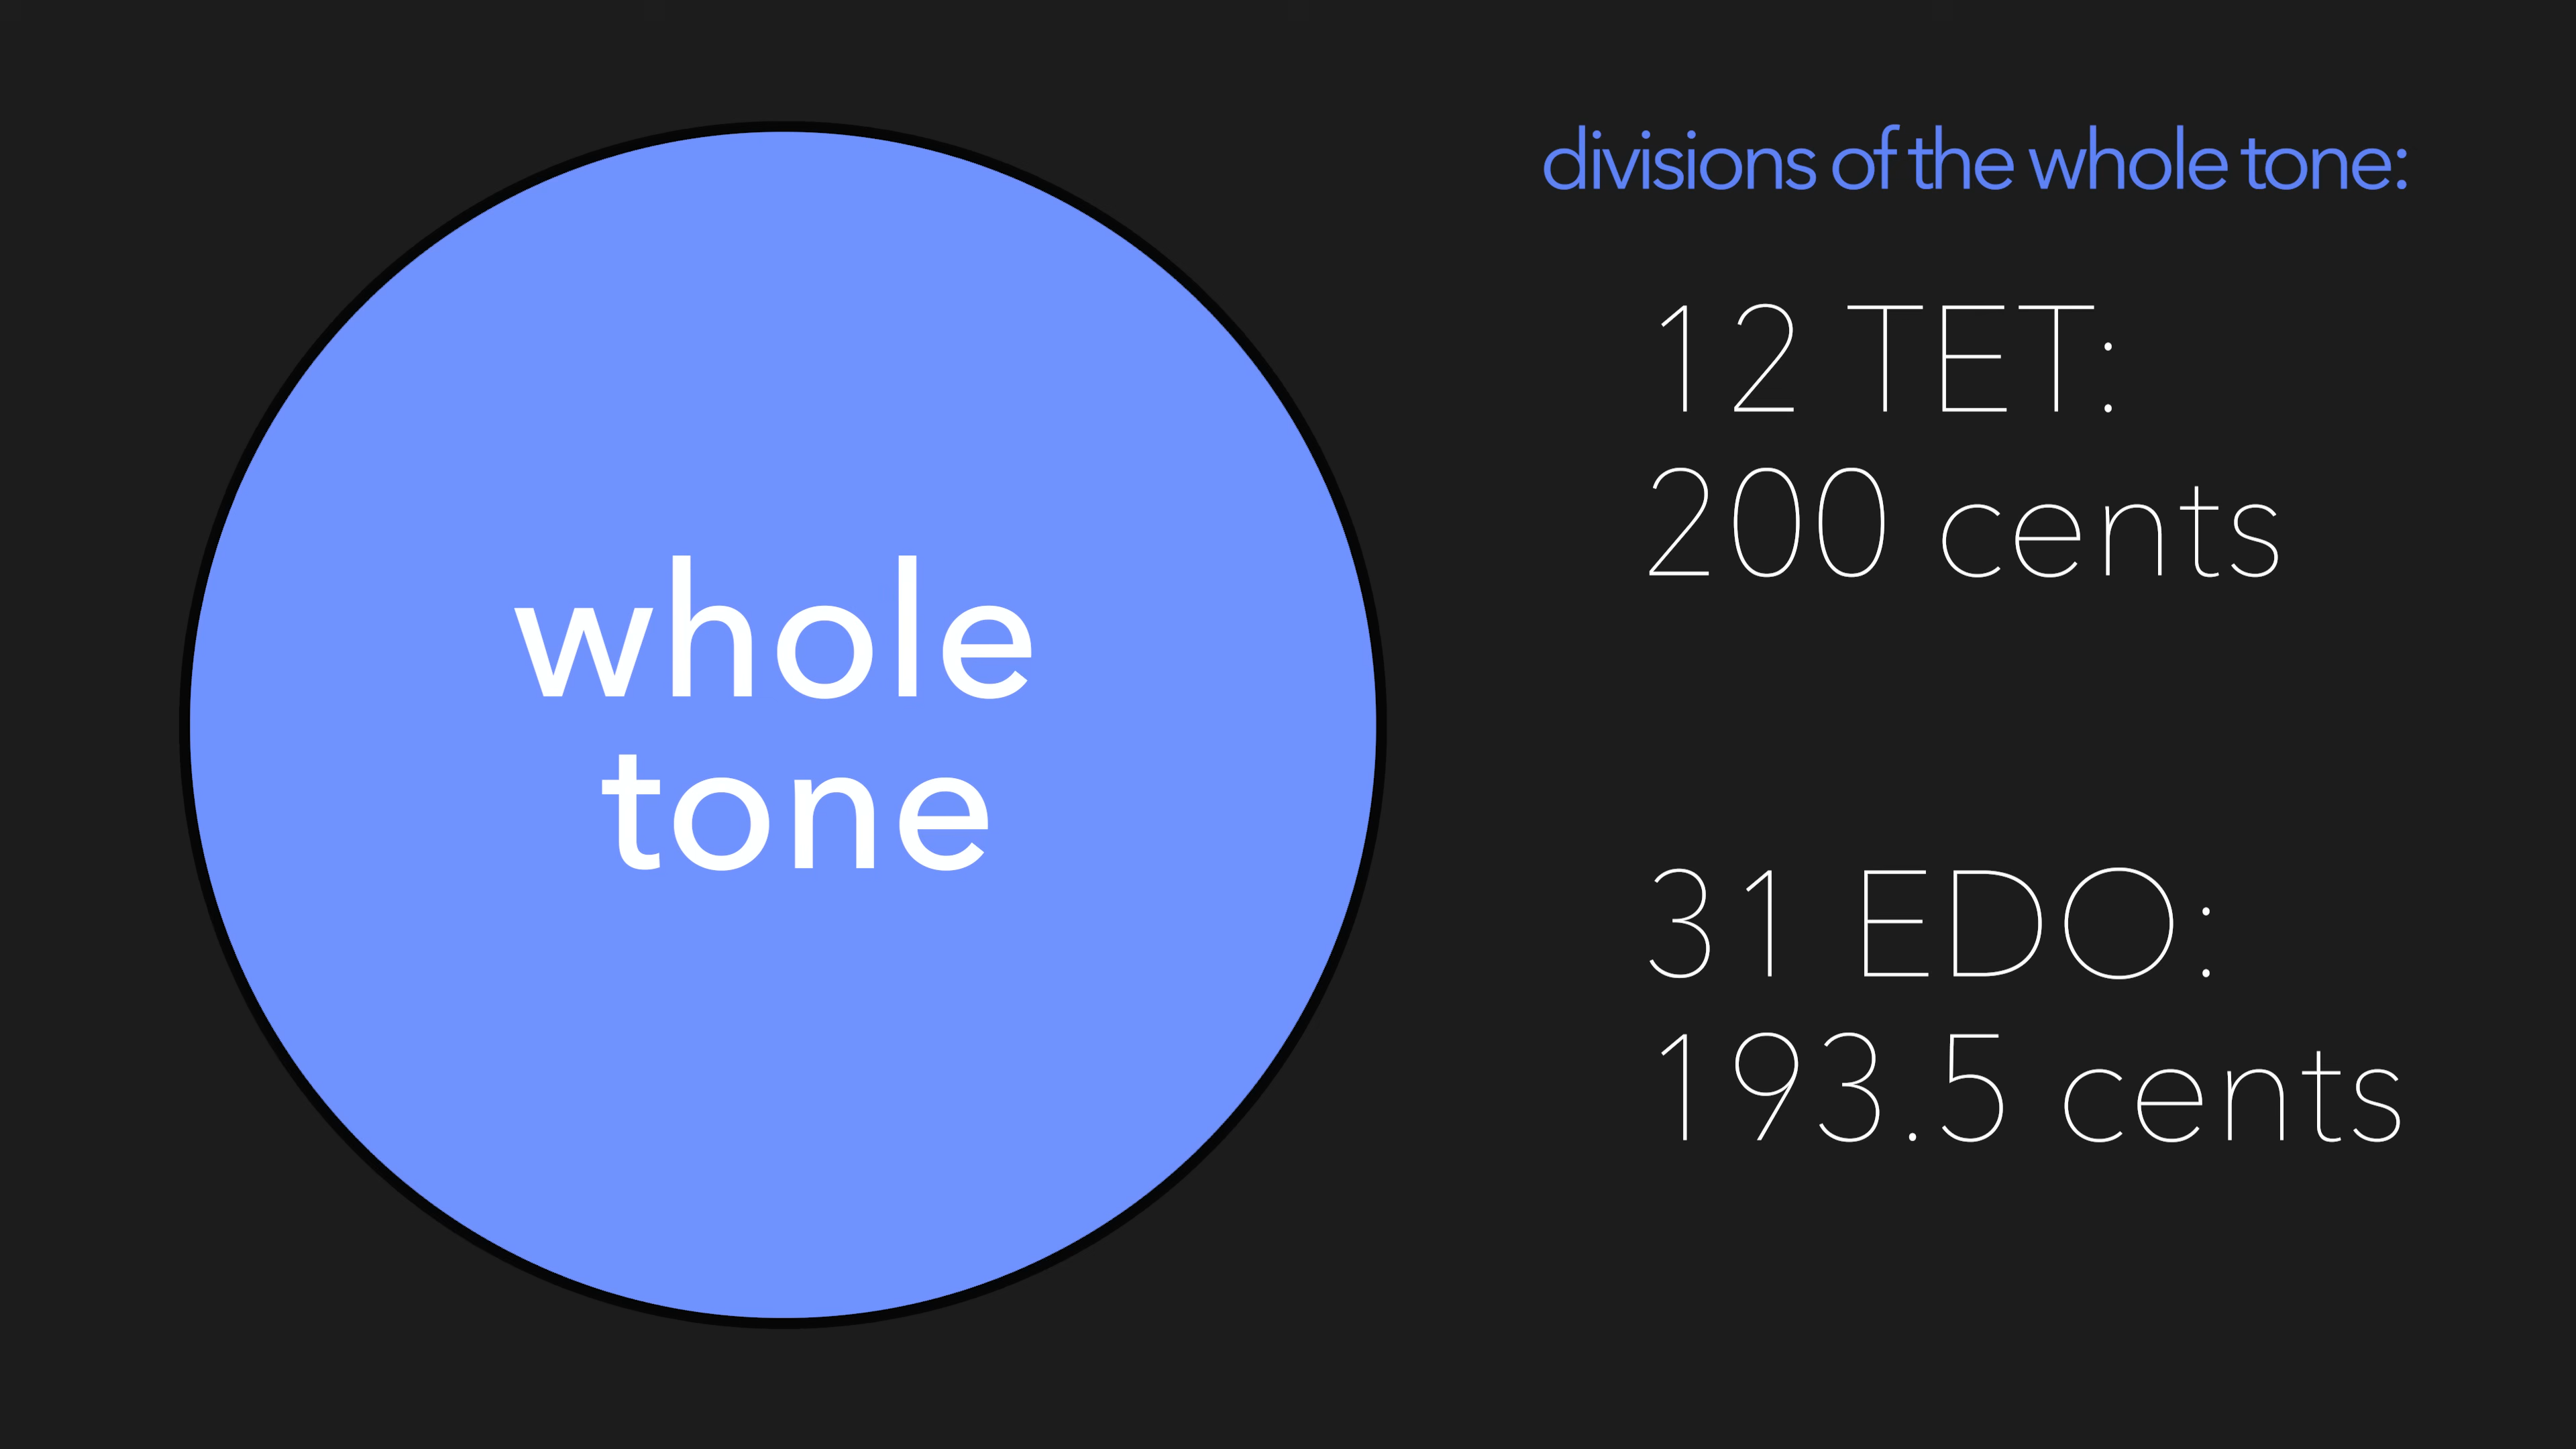 whole
tone
divisions of the whole tone:
12 TET:
200 cents
31 EDO:
193.5 cents